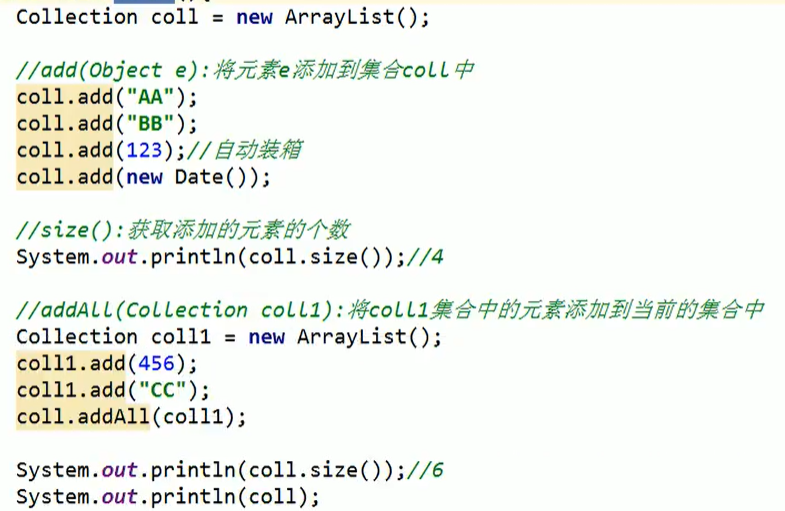 Collection coll = new ArrayList();
//add(Object e):将元素e添加到集合coll中
coll.add("AA");
coll.add("BB");
coll.add(123);//自动装箱
coll.add(new Date());
//size():获取添加的元素的个数
System.out.println(coll.size());//4
//addAll(Collection coll1):将coll1集合中的元素添加到当前的集合中
Collection coll1 = new ArrayList();
coll1.add(456);
coll1.add("CC");
coll.addAll(coll1);
System.out.println(coll.size());//6
System.out.println(coll);